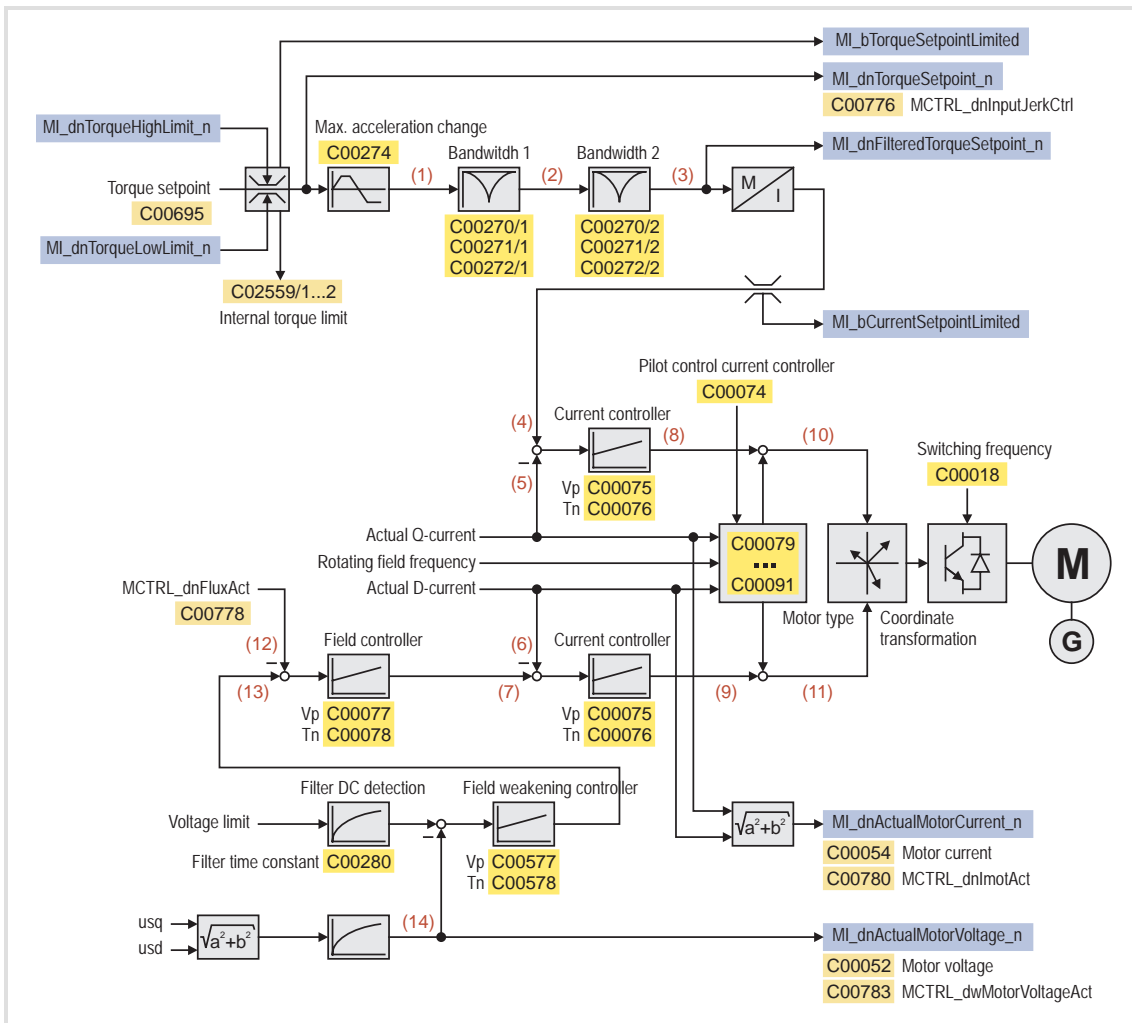 MI_bTorqueSetpointLimited
MI_dnTorqueSetpoint_n
C00776 MCTRL_dnInputJerkCtrl
MI_dnTorqueHighLimit_n
Max. acceleration change
C00274
Bandwitdh 1
Bandwidth 2
MI_dnFilteredTorqueSetpoint_n
(1)
(2)
(3)
M
I
Torque setpoint
C00695
C00270/1
C00271/1
C00272/1
C00270/2
C00271/2
C00272/2
MI_dnTorqueLowLimit_n
C02559/1...2
Internal torque limit
MI_bCurrentSetpointLimited
Pilot control current controller
C00074
(4)
Current controller
(8)
(10)
–
(5)
Vp C00075
Tn C00076
Switching frequency
C00018
Actual Q-current
Rotating field frequency
Actual D-current
C00079
...
C00091
M
G
Motor type
Coordinate
transformation
MCTRL_dnFluxAct
C00778
(12)
–
(13)
Field controller
(6)
–
(7)
Current controller
(9)
(11)
Vp C00077
Tn C00078
Vp C00075
Tn C00076
Filter DC detection
Field weakening controller
Voltage limit
–
Filter time constant C00280
Vp C00577
Tn C00578
√a²+b²
MI_dnActualMotorCurrent_n
C00054 Motor current
C00780 MCTRL_dnImotAct
usq
usd
√a²+b²
(14)
MI_dnActualMotorVoltage_n
C00052 Motor voltage
C00783 MCTRL_dwMotorVoltageAct